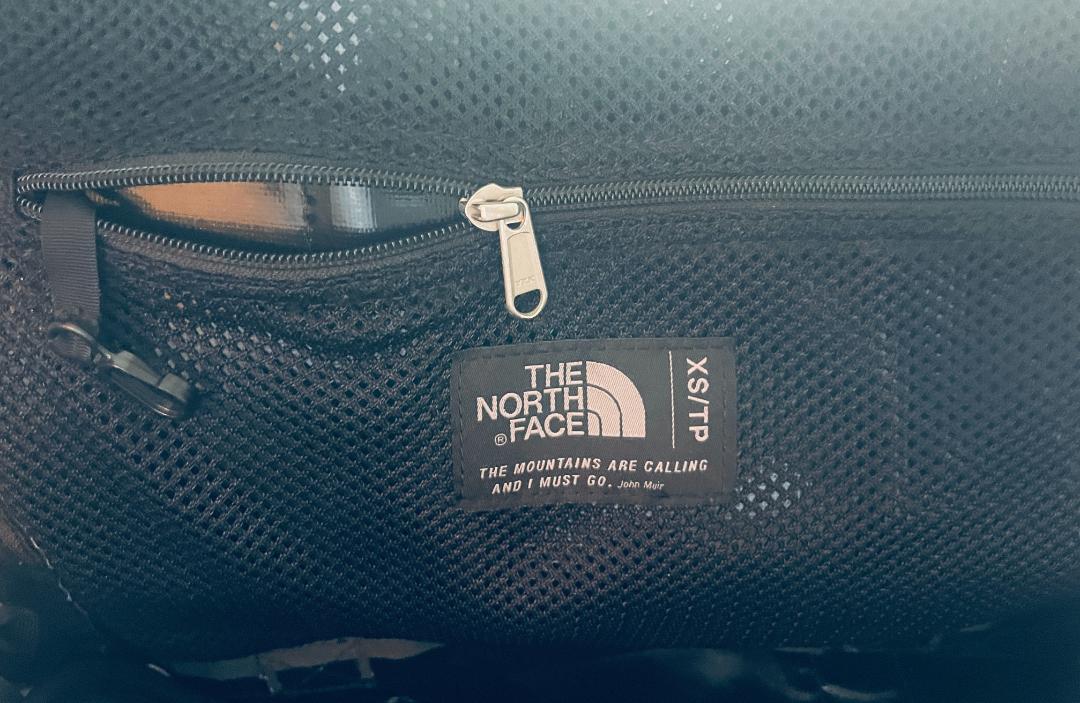 THE
NORTH
® FACE
XS/TP
THE MOUNTAINS ARE CALLING
AND I MUST GO. John Muir